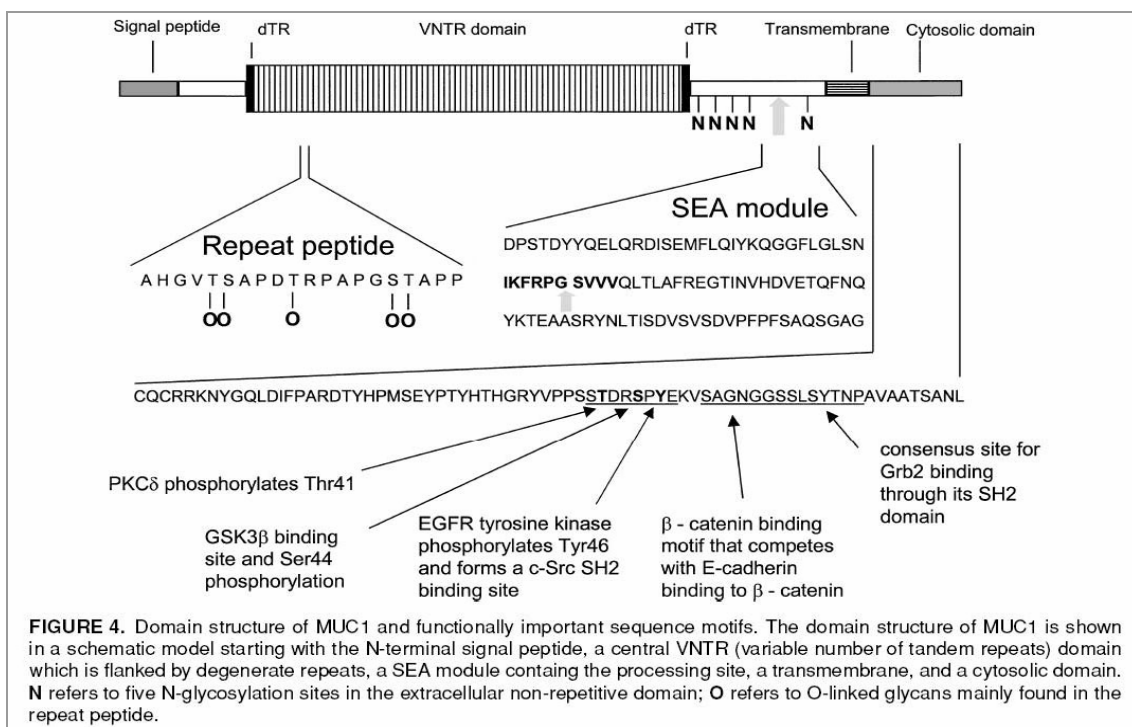 Signal peptide dTR VNTR domain dTR Transmembrane Cytosolic domain
N N N N N
SEA module
DPSTDYYQELQRDISEMFLQIYKQGGFLGLSN
IKFRPG SVVVQLTLAFREGTINVHDVETQFNQ
YKTEAASRYNLTISDVSVSDVPFPFSAQSGAG
Repeat peptide
A H G V T S A P D T R P A P G S T A P P
O O O O O
CQCRRKNYGQLDIFPARDTYHPMSEYPTYHTHGRYVPPSSTDRSPYEKVSAGNGGSSLSYTNPAVAATSANL
PKCδ phosphorylates Thr41
GSK3β binding
site and Ser44
phosphorylation
EGFR tyrosine kinase
phosphorylates Tyr46
and forms a c-Src SH2
binding site
β - catenin binding
motif that competes
with E-cadherin
binding to β - catenin
consensus site for
Grb2 binding
through its SH2
domain
FIGURE 4. Domain structure of MUC1 and functionally important sequence motifs. The domain structure of MUC1 is shown
in a schematic model starting with the N-terminal signal peptide, a central VNTR (variable number of tandem repeats) domain
which is flanked by degenerate repeats, a SEA module containg the processing site, a transmembrane, and a cytosolic domain.
N refers to five N-glycosylation sites in the extracellular non-repetitive domain; O refers to O-linked glycans mainly found in the
repeat peptide.